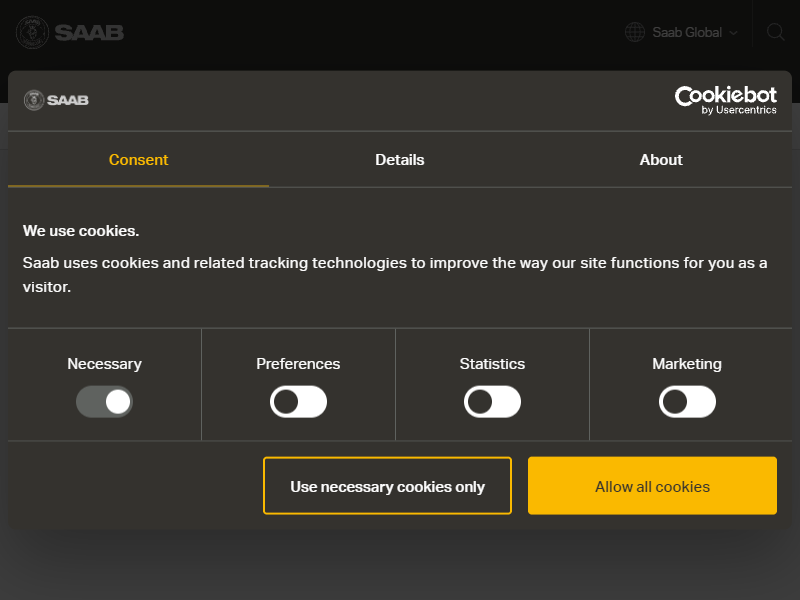 SAAB
Saab Global
SAAB
Cookiebot
by Usercentrics
Consent
Details
About
We use cookies.
Saab uses cookies and related tracking technologies to improve the way our site functions for you as a
visitor.
Necessary
Preferences
Statistics
Marketing
Use necessary cookies only
Allow all cookies